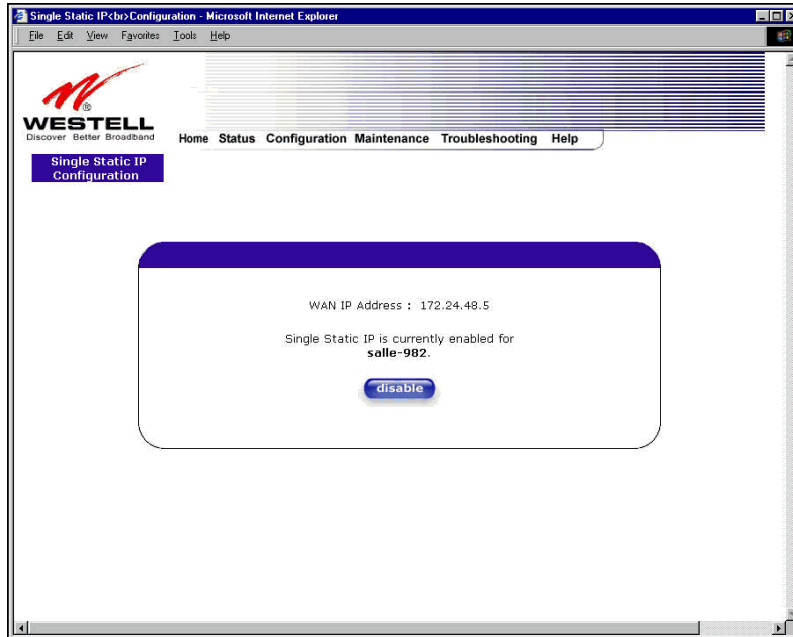 Single Static IP<br>Configuration - Microsoft Internet Explorer
File Edit View Favorites Tools Help
®
WESTELL
Discover Better Broadband
Home Status Configuration Maintenance Troubleshooting Help
Single Static IP
Configuration
WAN IP Address : 172.24.48.5
Single Static IP is currently enabled for
salle-982.
disable